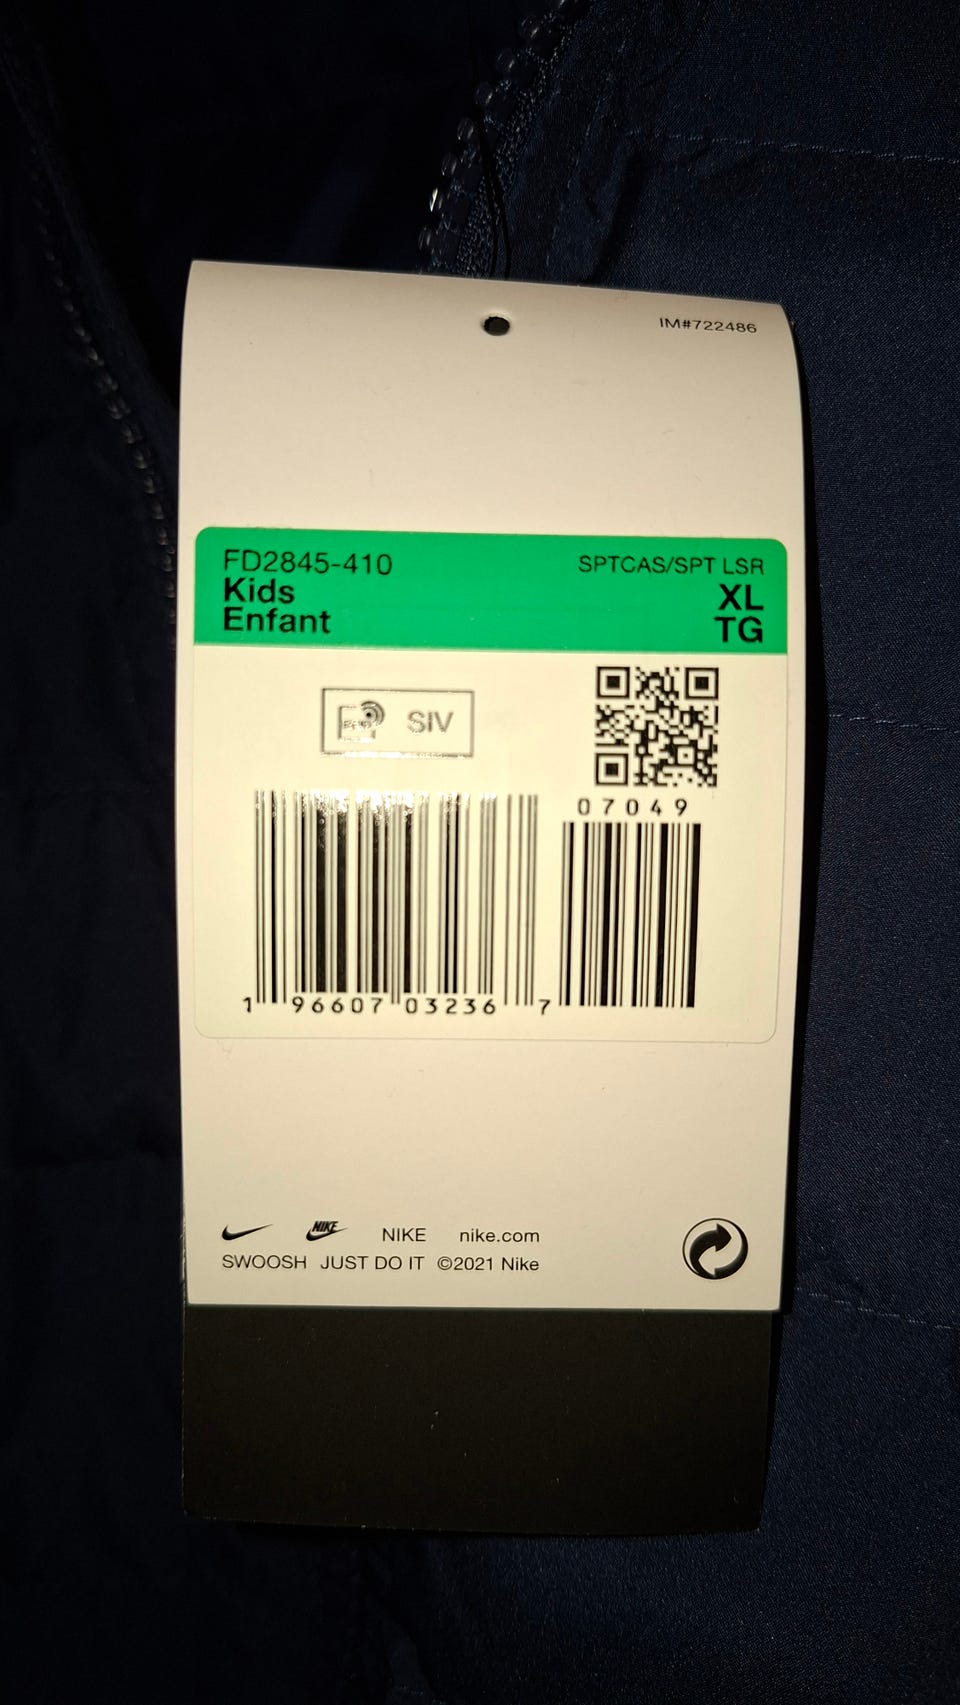 IM#722486
FD2845-410 SPTCAS/SPT LSR
Kids XL
Enfant TG
SIV
07049
1 96607 03236 7
NIKE NIKE nike.com
SWOOSH JUST DO IT ©2021 Nike